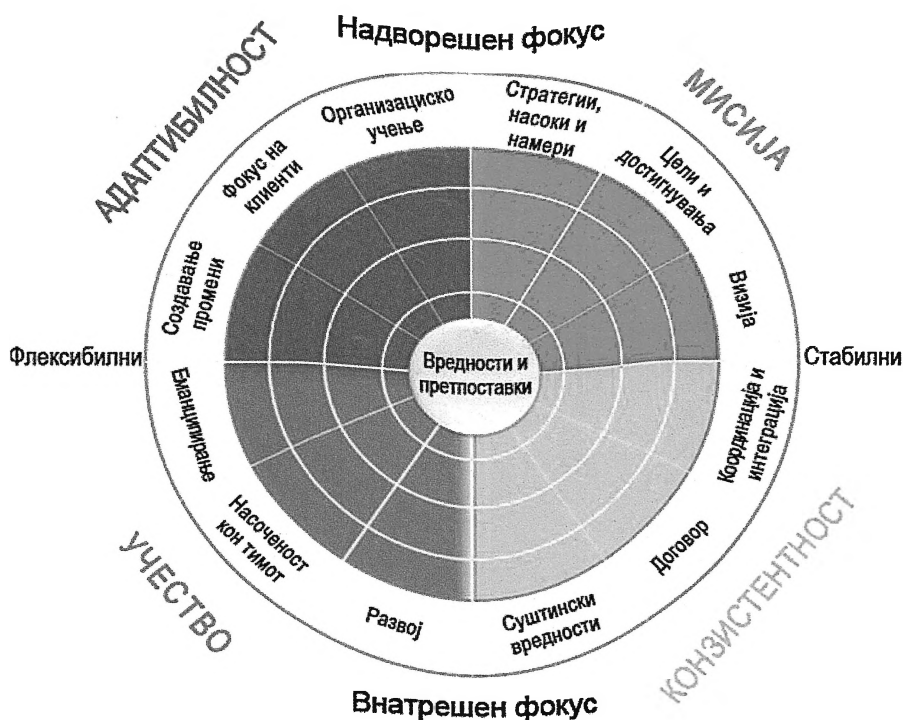 Надворешен фокус
АДАПТИБИЛНОСТ
МИСИЈА
Организациско
учење
Стратегии,
насоки и
намери
Фокус на
клиенти
Цели и
достигнувања
Создавање
промени
Визија
Флексибилни
Вредности и
претпоставки
Стабилни
Еманципирање
Координација и
интеграција
Насоченост
кон тимот
Договор
Развој
Суштински
вредности
УЧЕСТВО
КОНЗИСТЕНТНОСТ
Внатрешен фокус